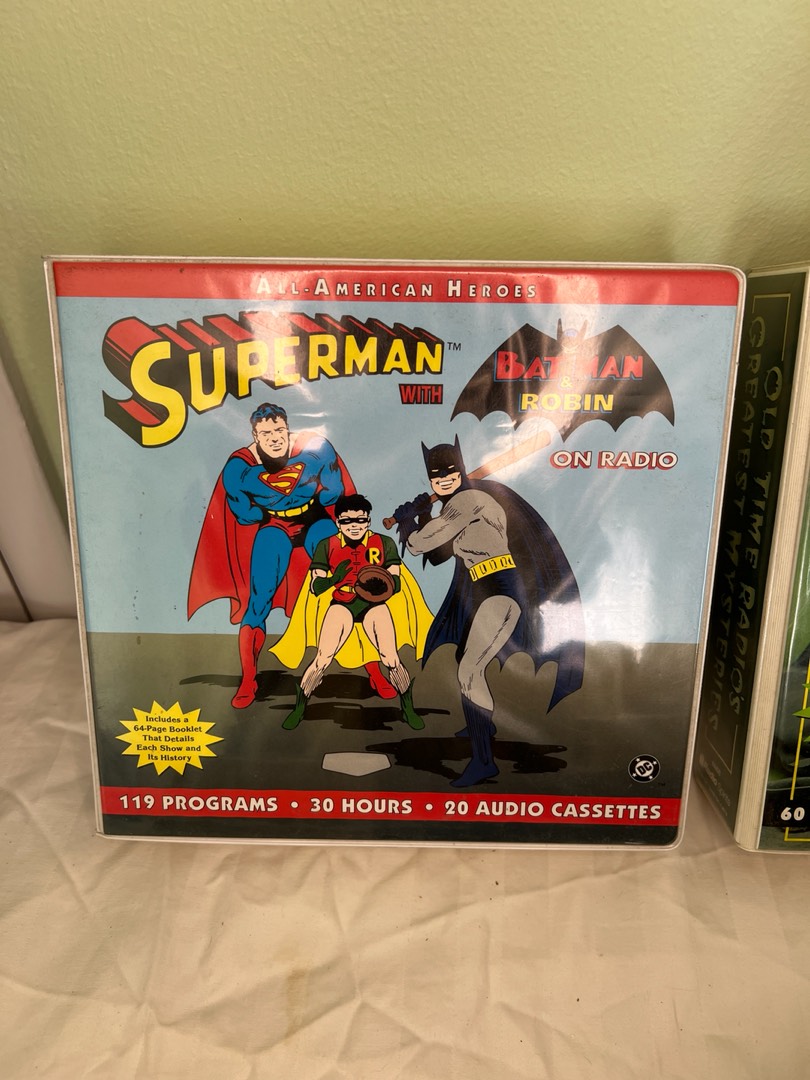 ALL-AMERICAN HEROES
SUPERMAN™
WITH
BATMAN
&
ROBIN
ON RADIO
S
R
Includes a
64-Page Booklet
That Details
Each Show and
Its History
DC
119 PROGRAMS • 30 HOURS • 20 AUDIO CASSETTES
OLD TIME RADIO'S
GREATEST MYSTERIES
60